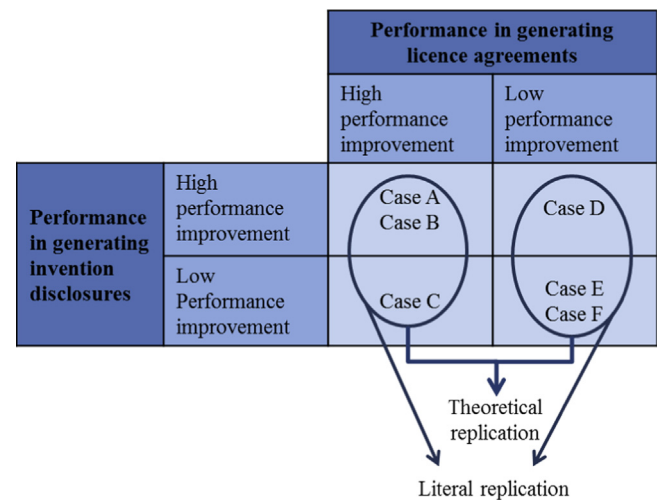 Performance in generating
licence agreements
High
performance
improvement
Low
performance
improvement
Performance
in generating
invention
disclosures
High
performance
improvement
Case A
Case B
Case D
Low
Performance
improvement
Case C
Case E
Case F
Theoretical
replication
Literal replication